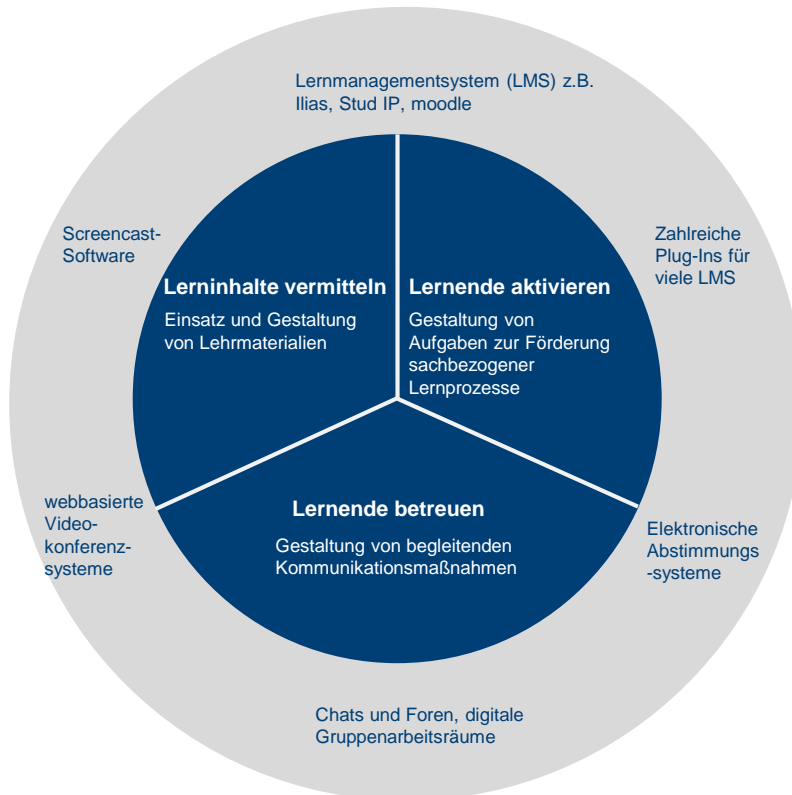 Lernmanagementsystem (LMS) z.B.
Ilias, Stud IP, moodle
Screencast-
Software
Zahlreiche
Plug-Ins für
viele LMS
Lerninhalte vermitteln
Einsatz und Gestaltung
von Lehrmaterialien
Lernende aktivieren
Gestaltung von
Aufgaben zur Förderung
sachbezogener
Lernprozesse
webbasierte
Video-
konferenz-
systeme
Lernende betreuen
Gestaltung von begleitenden
Kommunikationsmaßnahmen
Elektronische
Abstimmungs
-systeme
Chats und Foren, digitale
Gruppenarbeitsräume